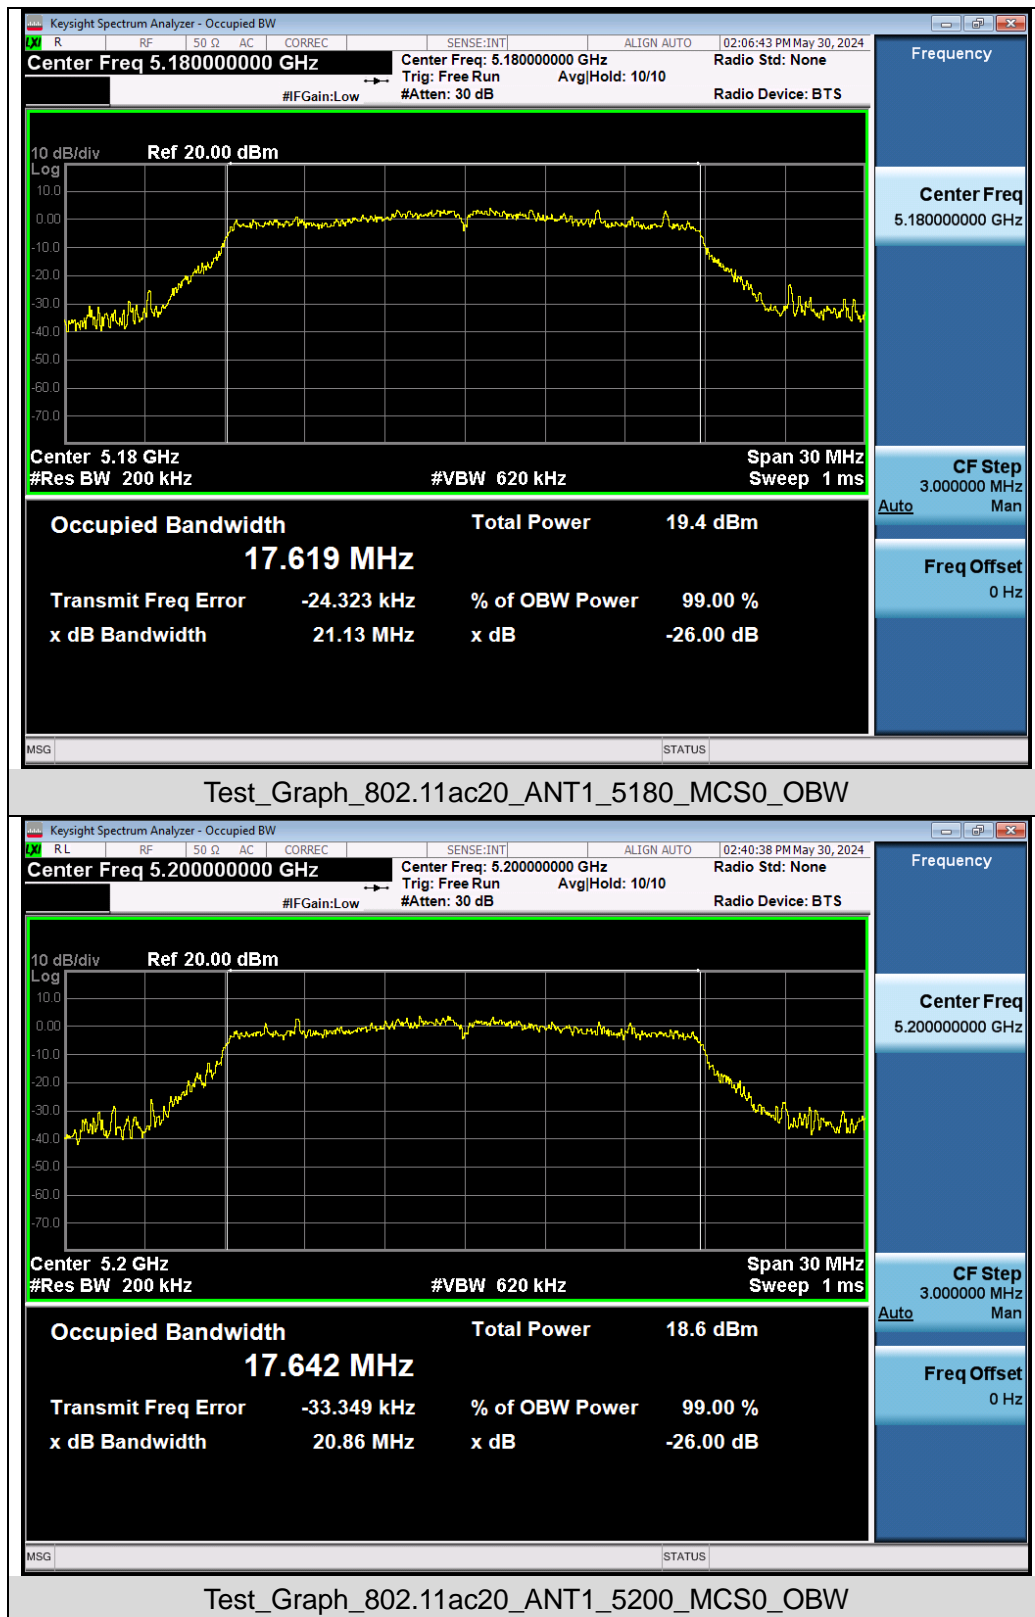 Keysight Spectrum Analyzer - Occupied BW
LXI R RF 50 Ω AC CORREC SENSE:INT ALIGN AUTO 02:06:43 PM May 30, 2024
Center Freq 5.180000000 GHz Center Freq: 5.180000000 GHz Radio Std: None
Trig: Free Run Avg|Hold: 10/10
#IFGain:Low #Atten: 30 dB Radio Device: BTS
10 dB/div Ref 20.00 dBm
Log
10.0
0.00
-10.0
-20.0
-30.0
-40.0
-50.0
-60.0
-70.0
Center 5.18 GHz Span 30 MHz
#Res BW 200 kHz #VBW 620 kHz Sweep 1 ms
Occupied Bandwidth Total Power 19.4 dBm
17.619 MHz
Transmit Freq Error -24.323 kHz % of OBW Power 99.00 %
x dB Bandwidth 21.13 MHz x dB -26.00 dB
MSG STATUS
Frequency
Center Freq
5.180000000 GHz
CF Step
3.000000 MHz
Auto Man
Freq Offset
0 Hz
Test_Graph_802.11ac20_ANT1_5180_MCS0_OBW
Keysight Spectrum Analyzer - Occupied BW
LXI R L RF 50 Ω AC CORREC SENSE:INT ALIGN AUTO 02:40:38 PM May 30, 2024
Center Freq 5.200000000 GHz Center Freq: 5.200000000 GHz Radio Std: None
Trig: Free Run Avg|Hold: 10/10
#IFGain:Low #Atten: 30 dB Radio Device: BTS
10 dB/div Ref 20.00 dBm
Log
10.0
0.00
-10.0
-20.0
-30.0
-40.0
-50.0
-60.0
-70.0
Center 5.2 GHz Span 30 MHz
#Res BW 200 kHz #VBW 620 kHz Sweep 1 ms
Occupied Bandwidth Total Power 18.6 dBm
17.642 MHz
Transmit Freq Error -33.349 kHz % of OBW Power 99.00 %
x dB Bandwidth 20.86 MHz x dB -26.00 dB
MSG STATUS
Frequency
Center Freq
5.200000000 GHz
CF Step
3.000000 MHz
Auto Man
Freq Offset
0 Hz
Test_Graph_802.11ac20_ANT1_5200_MCS0_OBW